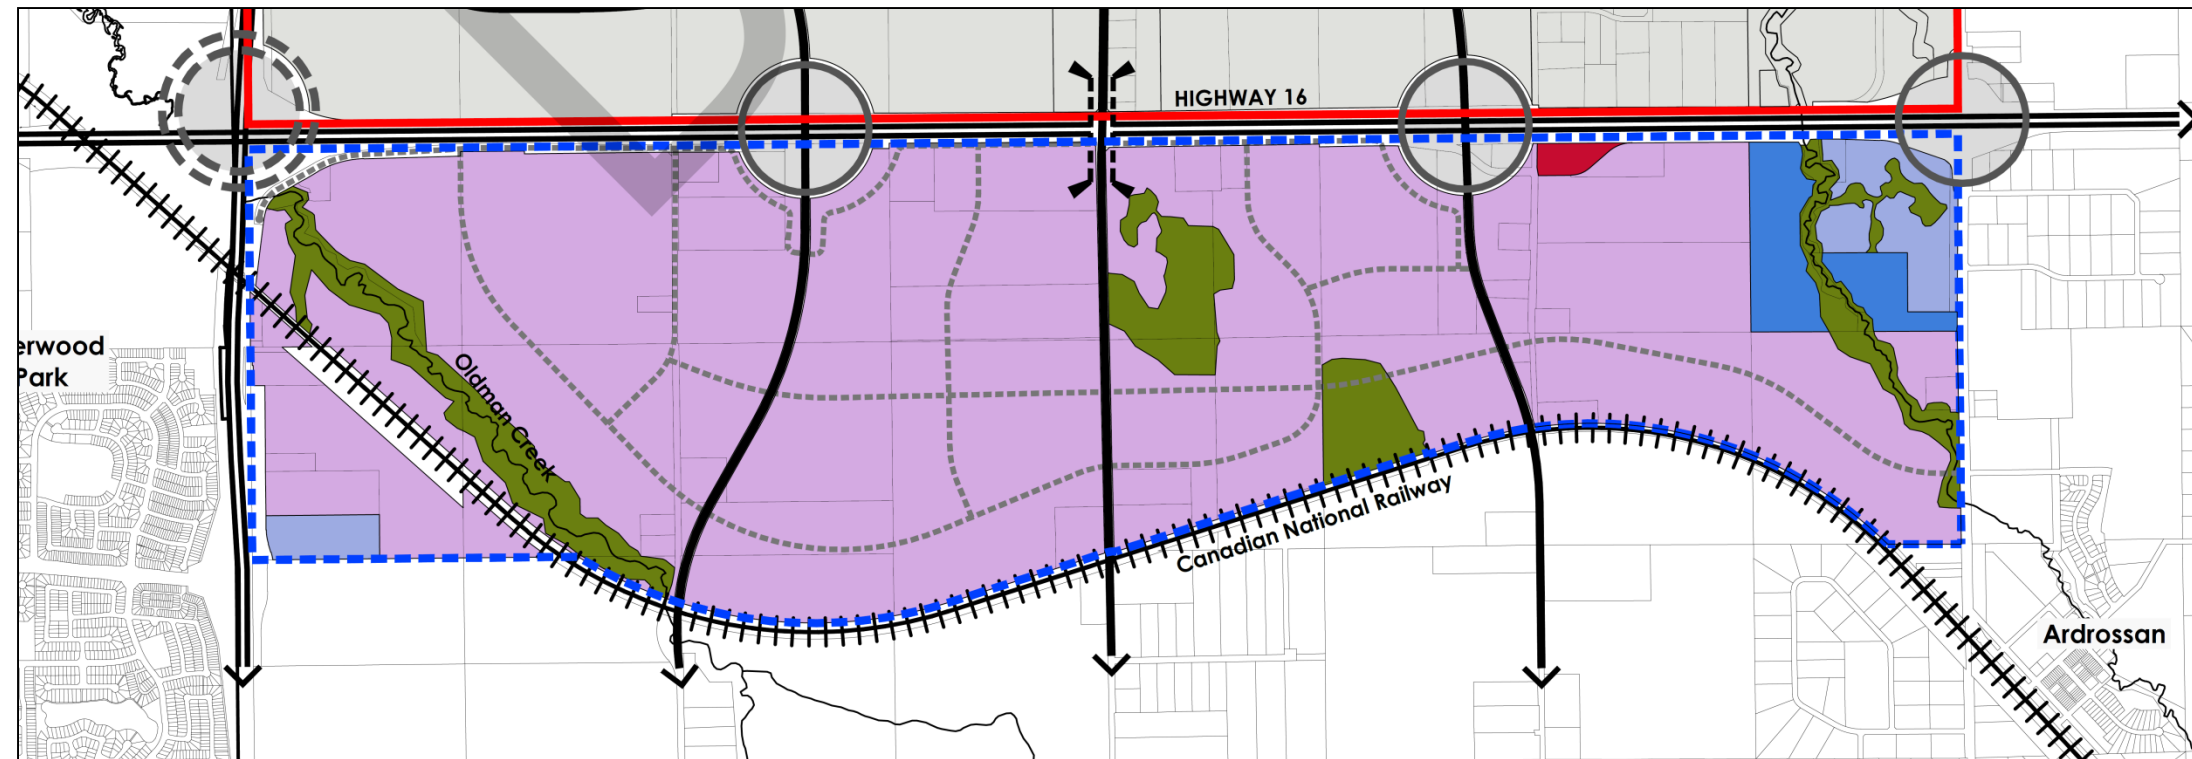 HIGHWAY 16
erwood
Park
Oldman Creek
Canadian National Railway
Ardrossan